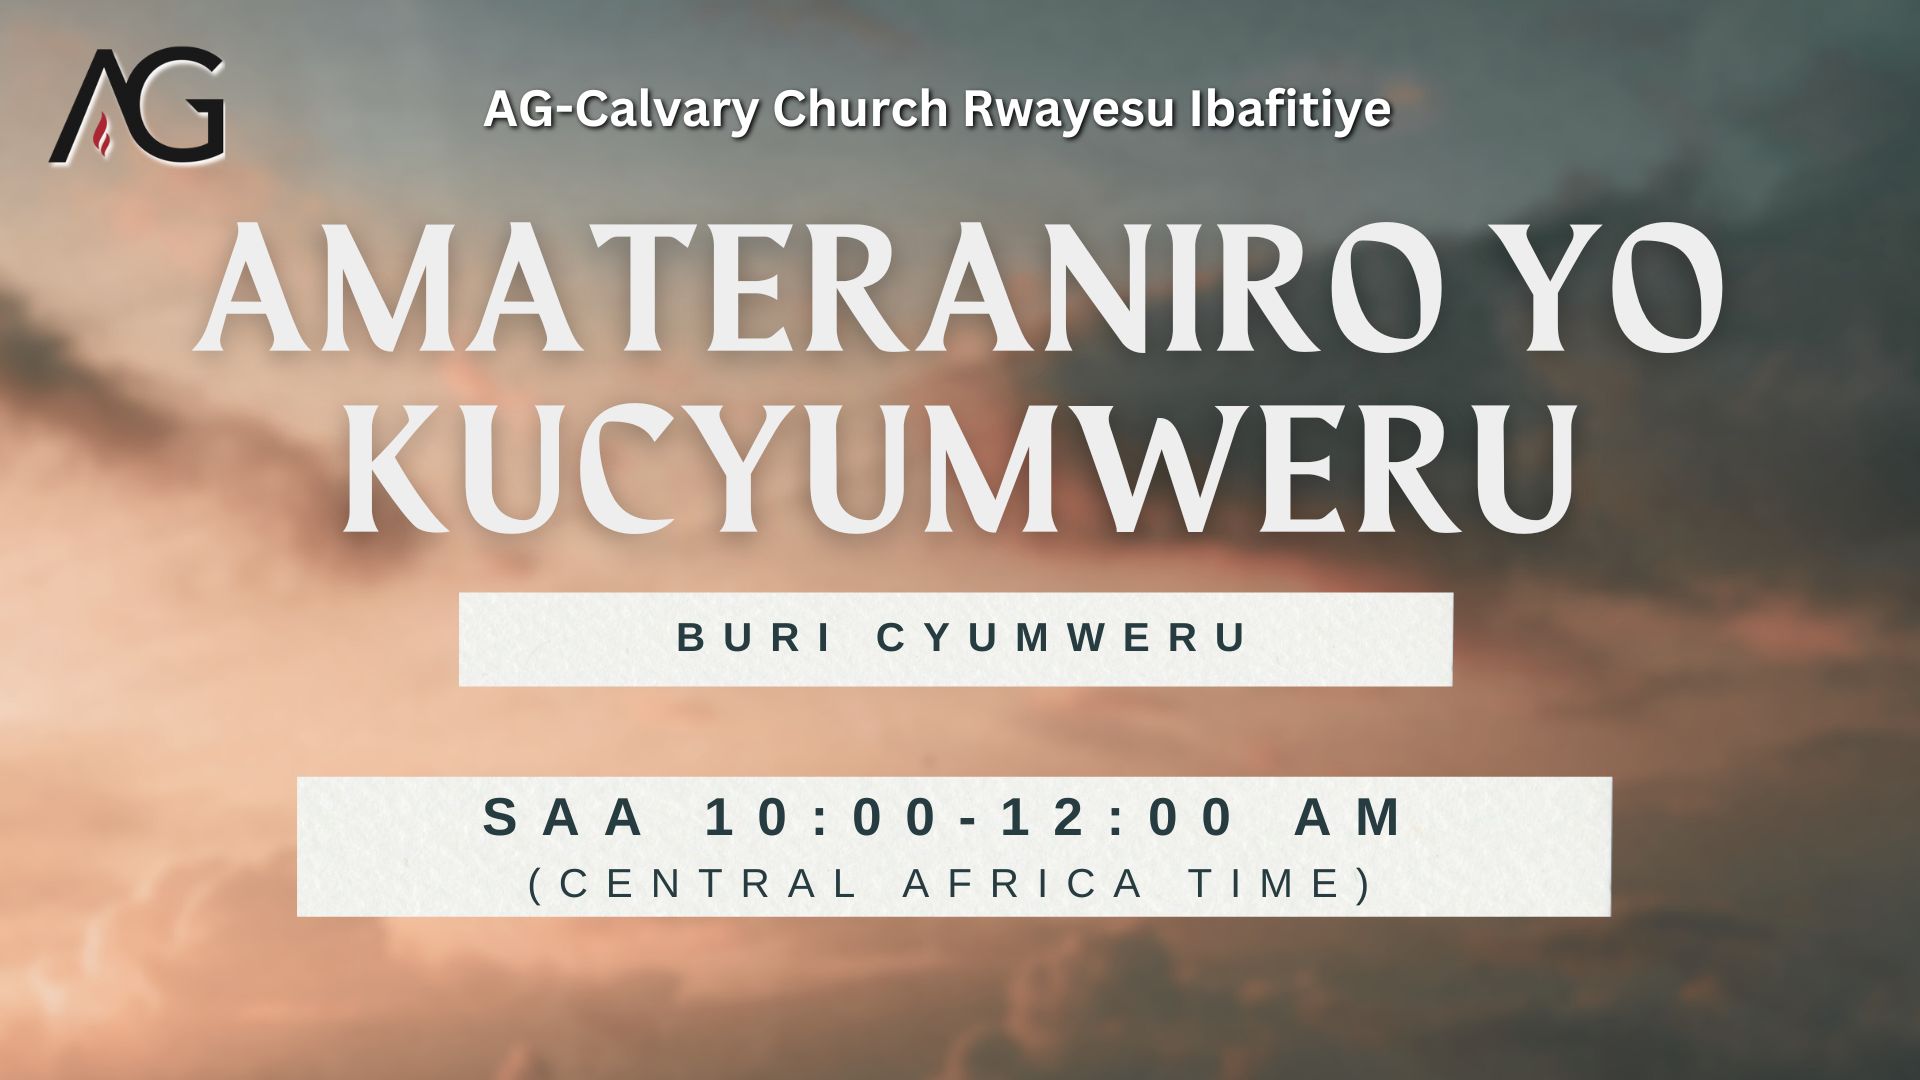 AG
AG-Calvary Church Rwayesu Ibafitiye
AMATERANIRO YO
KUCYUMWERU
BURI CYUMWERU
SAA 10:00-12:00 AM
(CENTRAL AFRICA TIME)